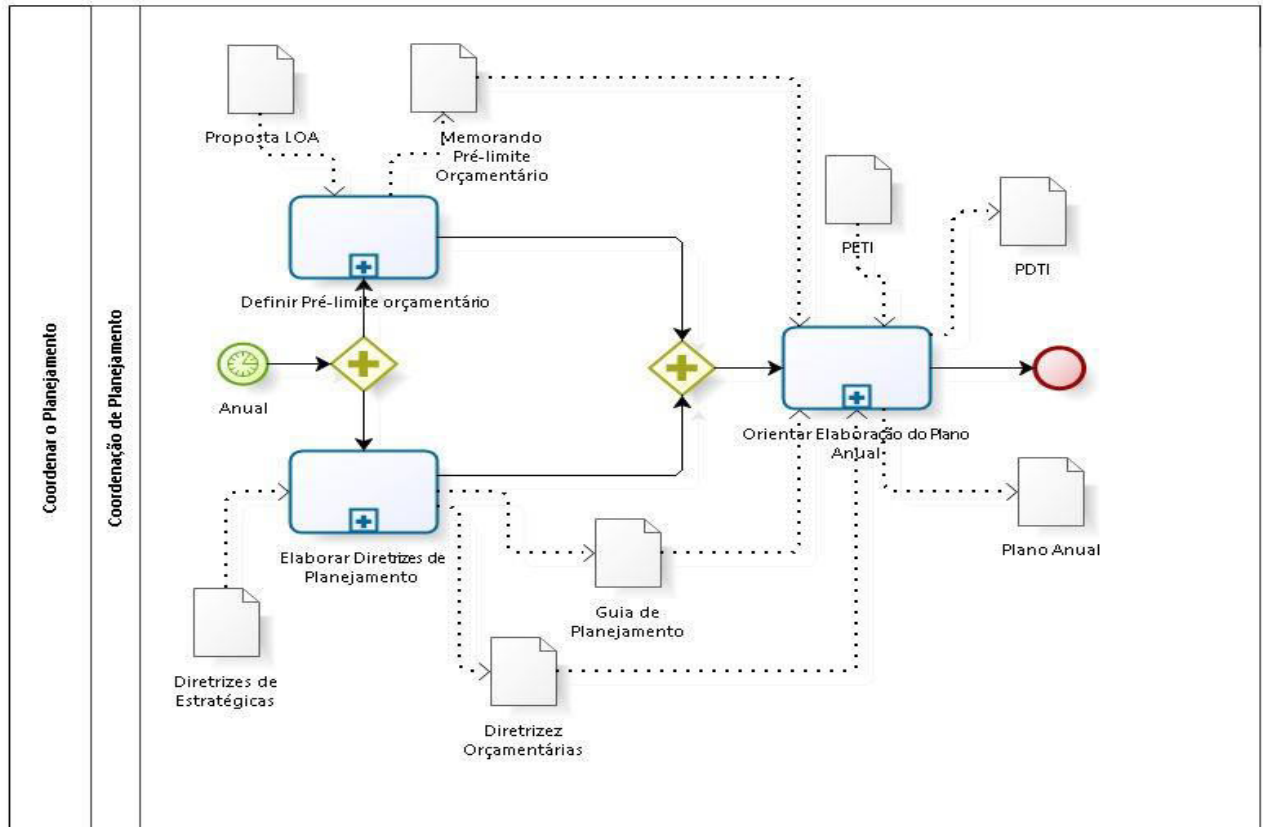 Coordenar o Planejamento
Coordenação de Planejamento
Proposta LOA
Memorando
Pré-limite
Orçamentário
PETI
PDTI
Definir Pré-limite orçamentário
Anual
Orientar Elaboração do Plano
Anual
Elaborar Diretrizes de
Planejamento
Plano Anual
Guia de
Planejamento
Diretrizes de
Estratégicas
Diretrizez
Orçamentárias